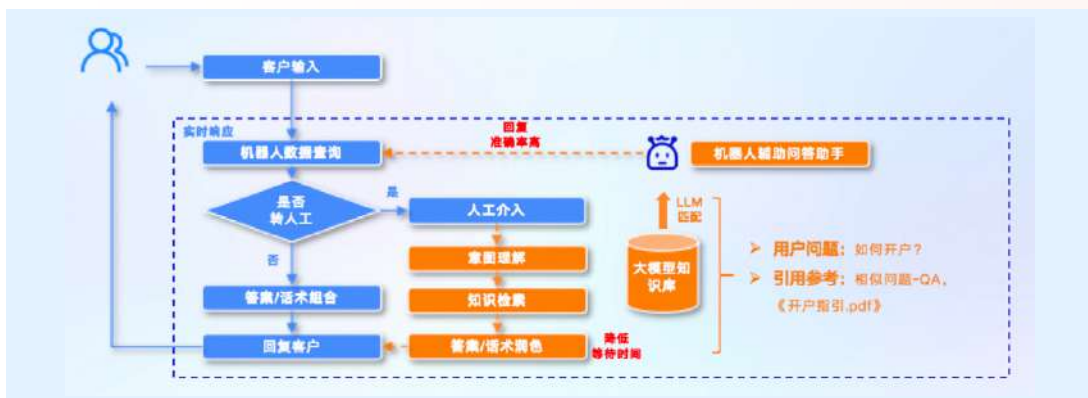 客户输入
实时响应
回复
准确率高
机器人数据查询
机器人辅助问答助手
是否
转人工
是
人工介入
LLM
匹配
意图理解
大模型知
识库
用户问题：如何开户？
引用参考：相似问题-QA，
《开户指引.pdf》
否
答案/话术组合
知识检索
回复客户
答案/话术润色
降低
等待时间